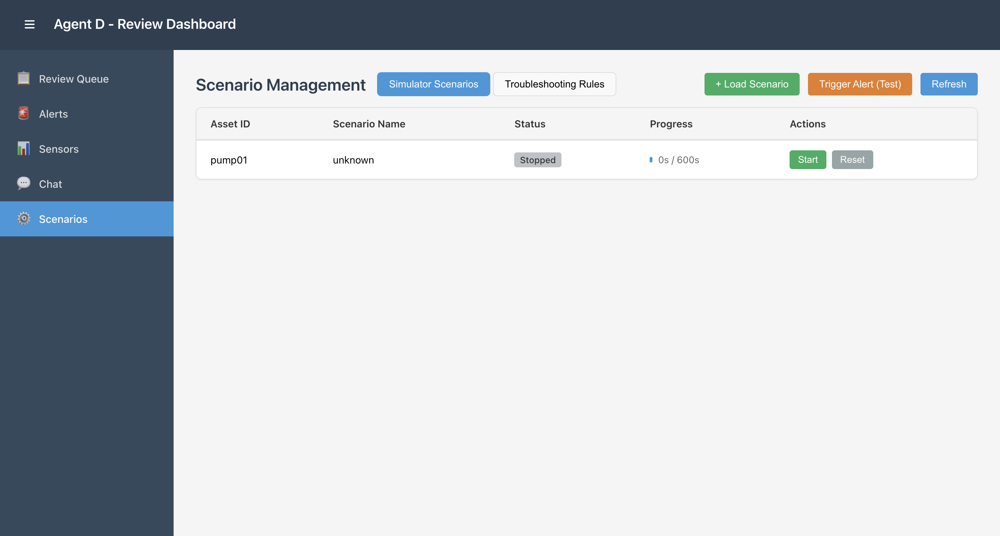 Agent D - Review Dashboard
Review Queue
Alerts
Sensors
Chat
Scenarios
Scenario Management
Simulator Scenarios
Troubleshooting Rules
+ Load Scenario
Trigger Alert (Test)
Refresh
Asset ID Scenario Name Status Progress Actions
pump01 unknown Stopped 0s / 600s Start Reset